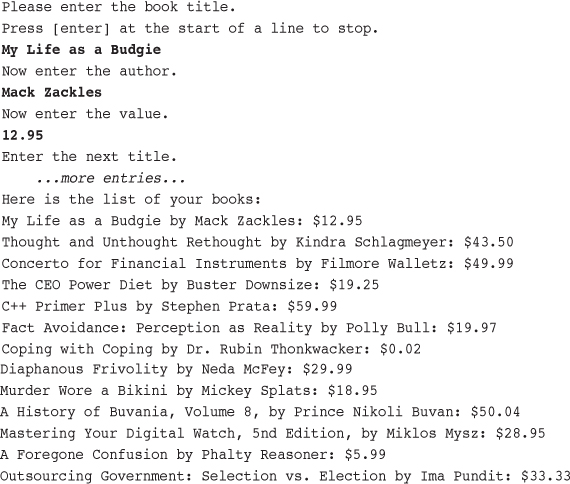 Please enter the book title.
Press [enter] at the start of a line to stop.
My Life as a Budgie
Now enter the author.
Mack Zackles
Now enter the value.
12.95
Enter the next title.
...more entries...
Here is the list of your books:
My Life as a Budgie by Mack Zackles: $12.95
Thought and Unthought Rethought by Kindra Schlagmeyer: $43.50
Concerto for Financial Instruments by Filmore Walletz: $49.99
The CEO Power Diet by Buster Downsize: $19.25
C++ Primer Plus by Stephen Prata: $59.99
Fact Avoidance: Perception as Reality by Polly Bull: $19.97
Coping with Coping by Dr. Rubin Thonkwacker: $0.02
Diaphanous Frivolity by Neda McFey: $29.99
Murder Wore a Bikini by Mickey Splats: $18.95
A History of Buvania, Volume 8, by Prince Nikoli Buvan: $50.04
Mastering Your Digital Watch, 5nd Edition, by Miklos Mysz: $28.95
A Foregone Confusion by Phalty Reasoner: $5.99
Outsourcing Government: Selection vs. Election by Ima Pundit: $33.33